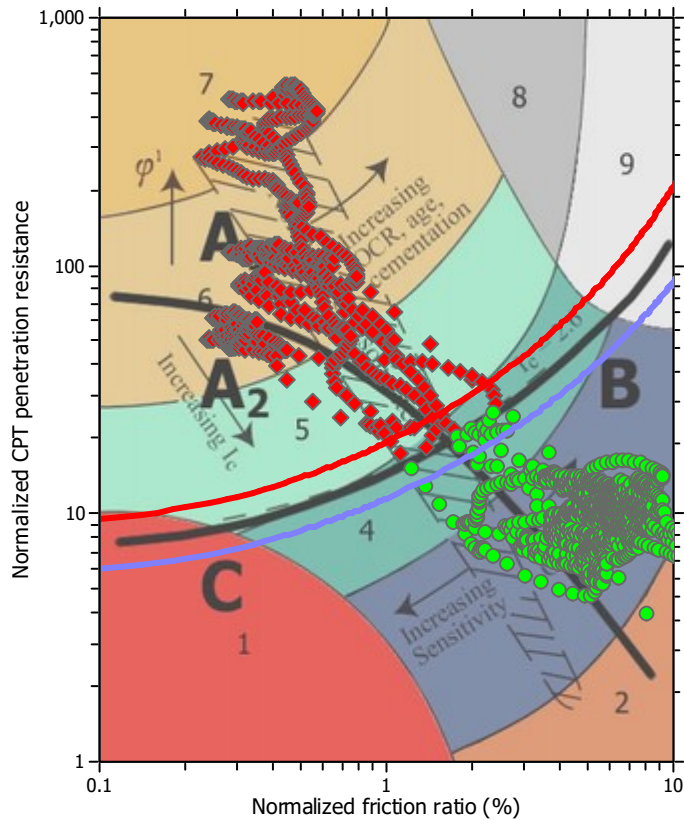 1,000
7
8
9
φ¹
A
Increasing
OCR, age,
cementation
100
6
A2
Increasing Ic
5
B
10
4
C
1
Increasing
Sensitivity
2
1
0.1
1
10
Normalized friction ratio (%)
Normalized CPT penetration resistance